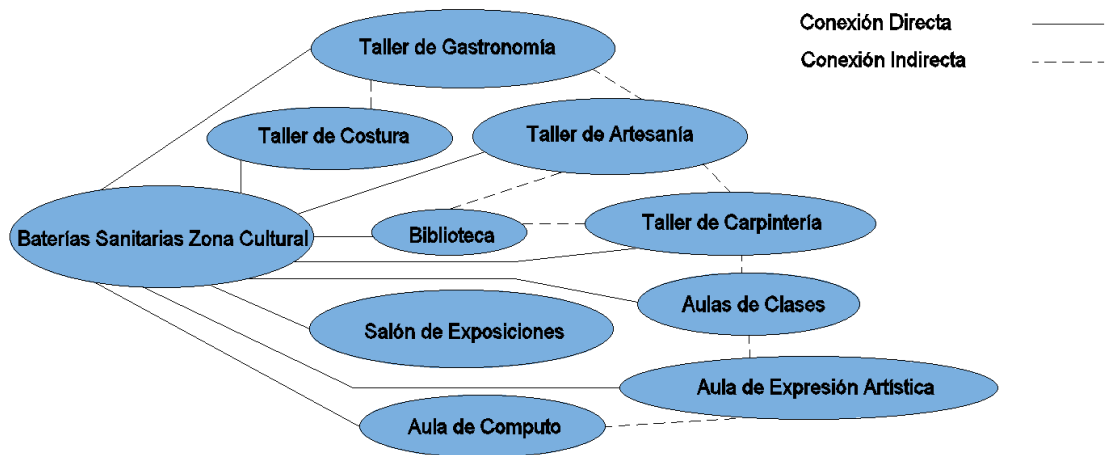 Conexión Directa
Conexión Indirecta
Taller de Gastronomía
Taller de Costura
Taller de Artesanía
Baterías Sanitarias Zona Cultural
Biblioteca
Taller de Carpintería
Aulas de Clases
Salón de Exposiciones
Aula de Expresión Artística
Aula de Computo